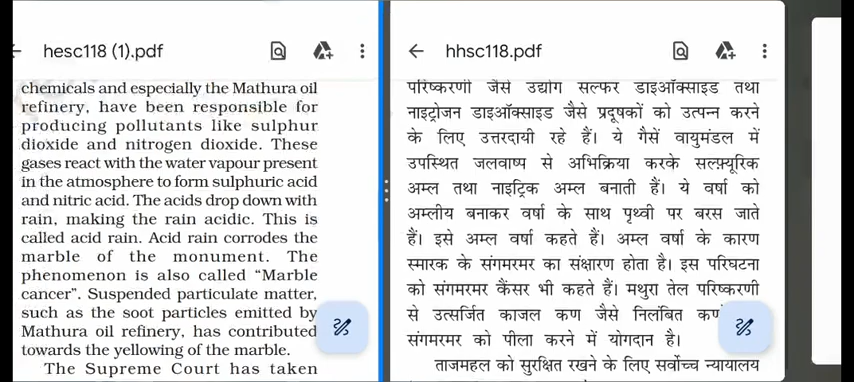 hesc118 (1).pdf
chemicals and especially the Mathura oil
refinery, have been responsible for
producing pollutants like sulphur
dioxide and nitrogen dioxide. These
gases react with the water vapour present
in the atmosphere to form sulphuric acid
and nitric acid. The acids drop down with
rain, making the rain acidic. This is
called acid rain. Acid rain corrodes the
marble of the monument. The
phenomenon is also called “Marble
cancer”. Suspended particulate matter,
such as the soot particles emitted by
Mathura oil refinery, has contributed
towards the yellowing of the marble.
The Supreme Court has taken
hhsc118.pdf
परिष्करणी जैसे उद्योग सल्फर डाइऑक्साइड तथा
नाइट्रोजन डाइऑक्साइड जैसे प्रदूषकों को उत्पन्न करने
के लिए उत्तरदायी रहे हैं। ये गैसें वायुमंडल में
उपस्थित जलवाष्प से अभिक्रिया करके सल्फ़्यूरिक
अम्ल तथा नाइट्रिक अम्ल बनाती हैं। ये वर्षा को
अम्लीय बनाकर वर्षा के साथ पृथ्वी पर बरस जाते
हैं। इसे अम्ल वर्षा कहते हैं। अम्ल वर्षा के कारण
स्मारक के संगमरमर का संक्षारण होता है। इस परिघटना
को संगमरमर कैंसर भी कहते हैं। मथुरा तेल परिष्करणी
से उत्सर्जित काजल कण जैसे निलंबित
संगमरमर को पीला करने में योगदान है।
ताजमहल को सुरक्षित रखने के लिए सर्वोच्च न्यायालय